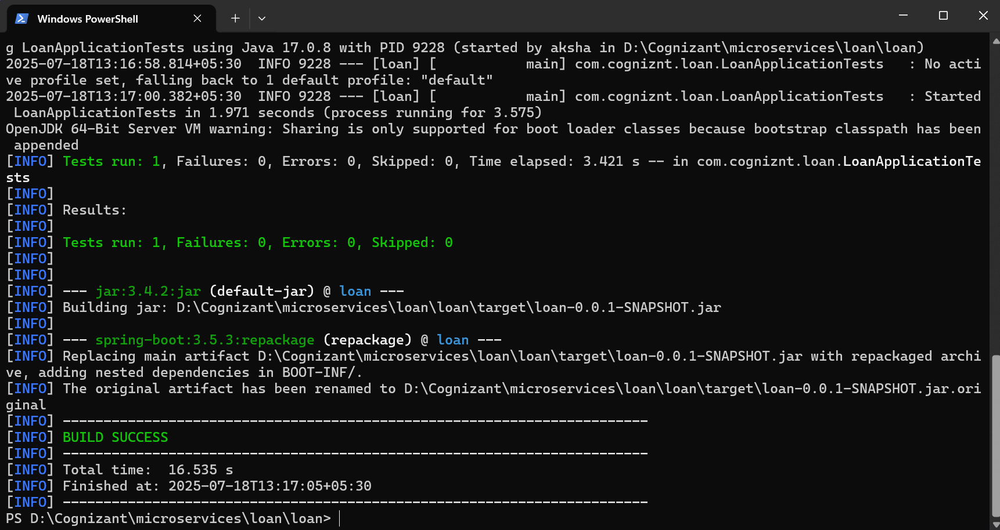 Windows PowerShell
g LoanApplicationTests using Java 17.0.8 with PID 9228 (started by aksha in D:\Cognizant\microservices\loan\loan)
2025-07-18T13:16:58.814+05:30  INFO 9228 --- [loan] [           main] com.cogniznt.loan.LoanApplicationTests   : No acti
ve profile set, falling back to 1 default profile: "default"
2025-07-18T13:17:00.382+05:30  INFO 9228 --- [loan] [           main] com.cogniznt.loan.LoanApplicationTests   : Started
 LoanApplicationTests in 1.971 seconds (process running for 3.575)
OpenJDK 64-Bit Server VM warning: Sharing is only supported for boot loader classes because bootstrap classpath has been
 appended
[INFO] Tests run: 1, Failures: 0, Errors: 0, Skipped: 0, Time elapsed: 3.421 s -- in com.cogniznt.loan.LoanApplicationTe
sts
[INFO]
[INFO] Results:
[INFO]
[INFO] Tests run: 1, Failures: 0, Errors: 0, Skipped: 0
[INFO]
[INFO]
[INFO] --- jar:3.4.2:jar (default-jar) @ loan ---
[INFO] Building jar: D:\Cognizant\microservices\loan\loan\target\loan-0.0.1-SNAPSHOT.jar
[INFO]
[INFO] --- spring-boot:3.5.3:repackage (repackage) @ loan ---
[INFO] Replacing main artifact D:\Cognizant\microservices\loan\loan\target\loan-0.0.1-SNAPSHOT.jar with repackaged archi
ve, adding nested dependencies in BOOT-INF/.
[INFO] The original artifact has been renamed to D:\Cognizant\microservices\loan\loan\target\loan-0.0.1-SNAPSHOT.jar.ori
ginal
[INFO] ------------------------------------------------------------------------
[INFO] BUILD SUCCESS
[INFO] ------------------------------------------------------------------------
[INFO] Total time:  16.535 s
[INFO] Finished at: 2025-07-18T13:17:05+05:30
[INFO] ------------------------------------------------------------------------
PS D:\Cognizant\microservices\loan\loan>